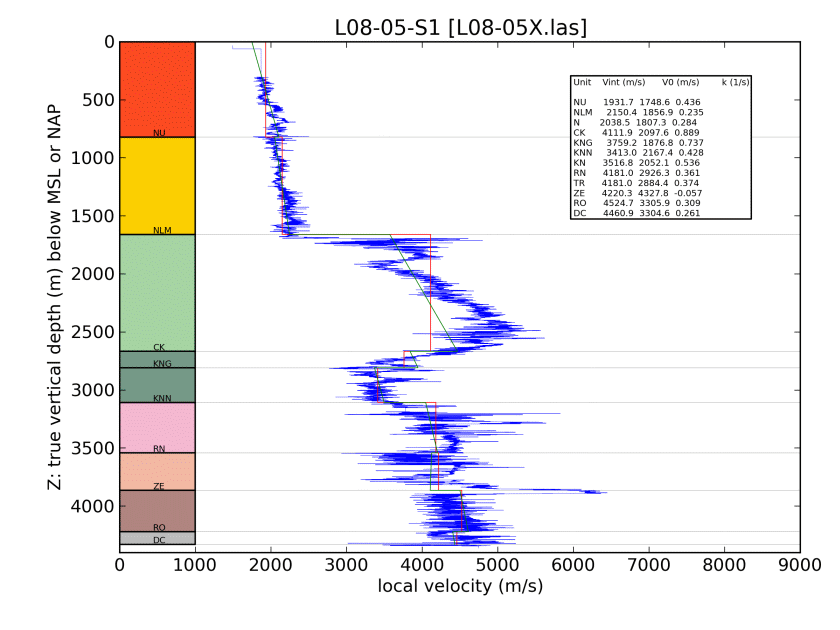 L08-05-S1 [L08-05X.las]
0
500
1000
1500
2000
2500
3000
3500
4000
Z: true vertical depth (m) below MSL or NAP
NU
NLM
CK
KNG
KNN
RN
ZE
RO
DC
Unit Vint (m/s) V0 (m/s) k (1/s)
NU 1931.7 1748.6 0.436
NLM 2150.4 1856.9 0.235
N 2038.5 1807.3 0.284
CK 4111.9 2097.6 0.889
KNG 3759.2 1876.8 0.737
KNN 3413.0 2167.4 0.428
KN 3516.8 2052.1 0.536
RN 4181.0 2926.3 0.361
TR 4181.0 2884.4 0.374
ZE 4220.3 4327.8 -0.057
RO 4524.7 3305.9 0.309
DC 4460.9 3304.6 0.261
0 1000 2000 3000 4000 5000 6000 7000 8000 9000
local velocity (m/s)